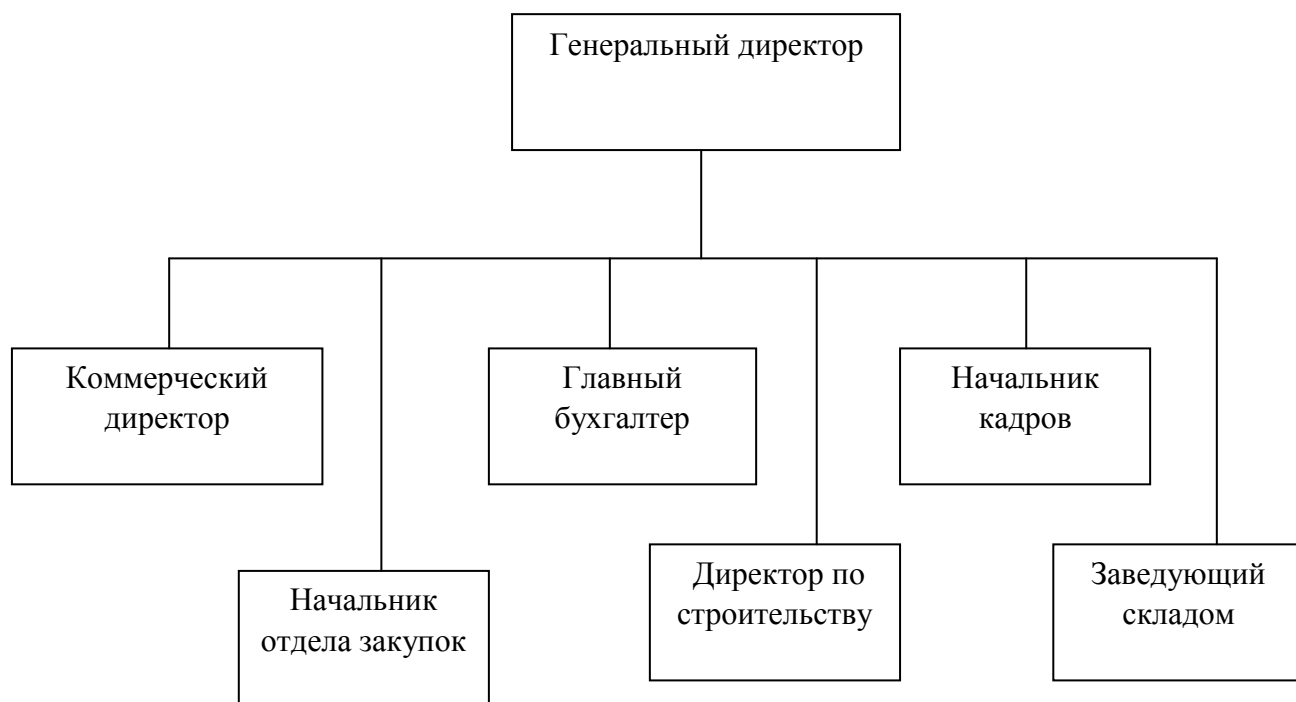 Генеральный директор
Коммерческий
директор
Главный
бухгалтер
Начальник
кадров
Начальник
отдела закупок
Директор по
строительству
Заведующий
складом